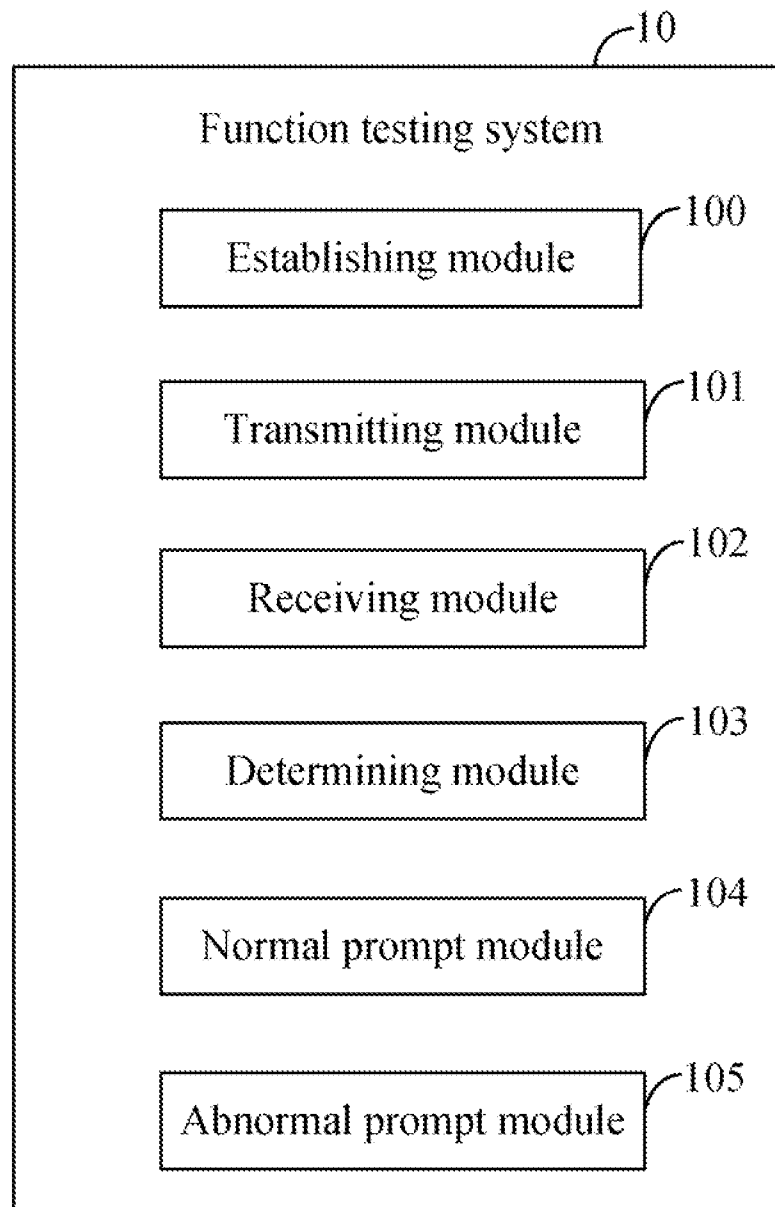 10
Function testing system
100
Establishing module
101
Transmitting module
102
Receiving module
103
Determining module
104
Normal prompt module
105
Abnormal prompt module